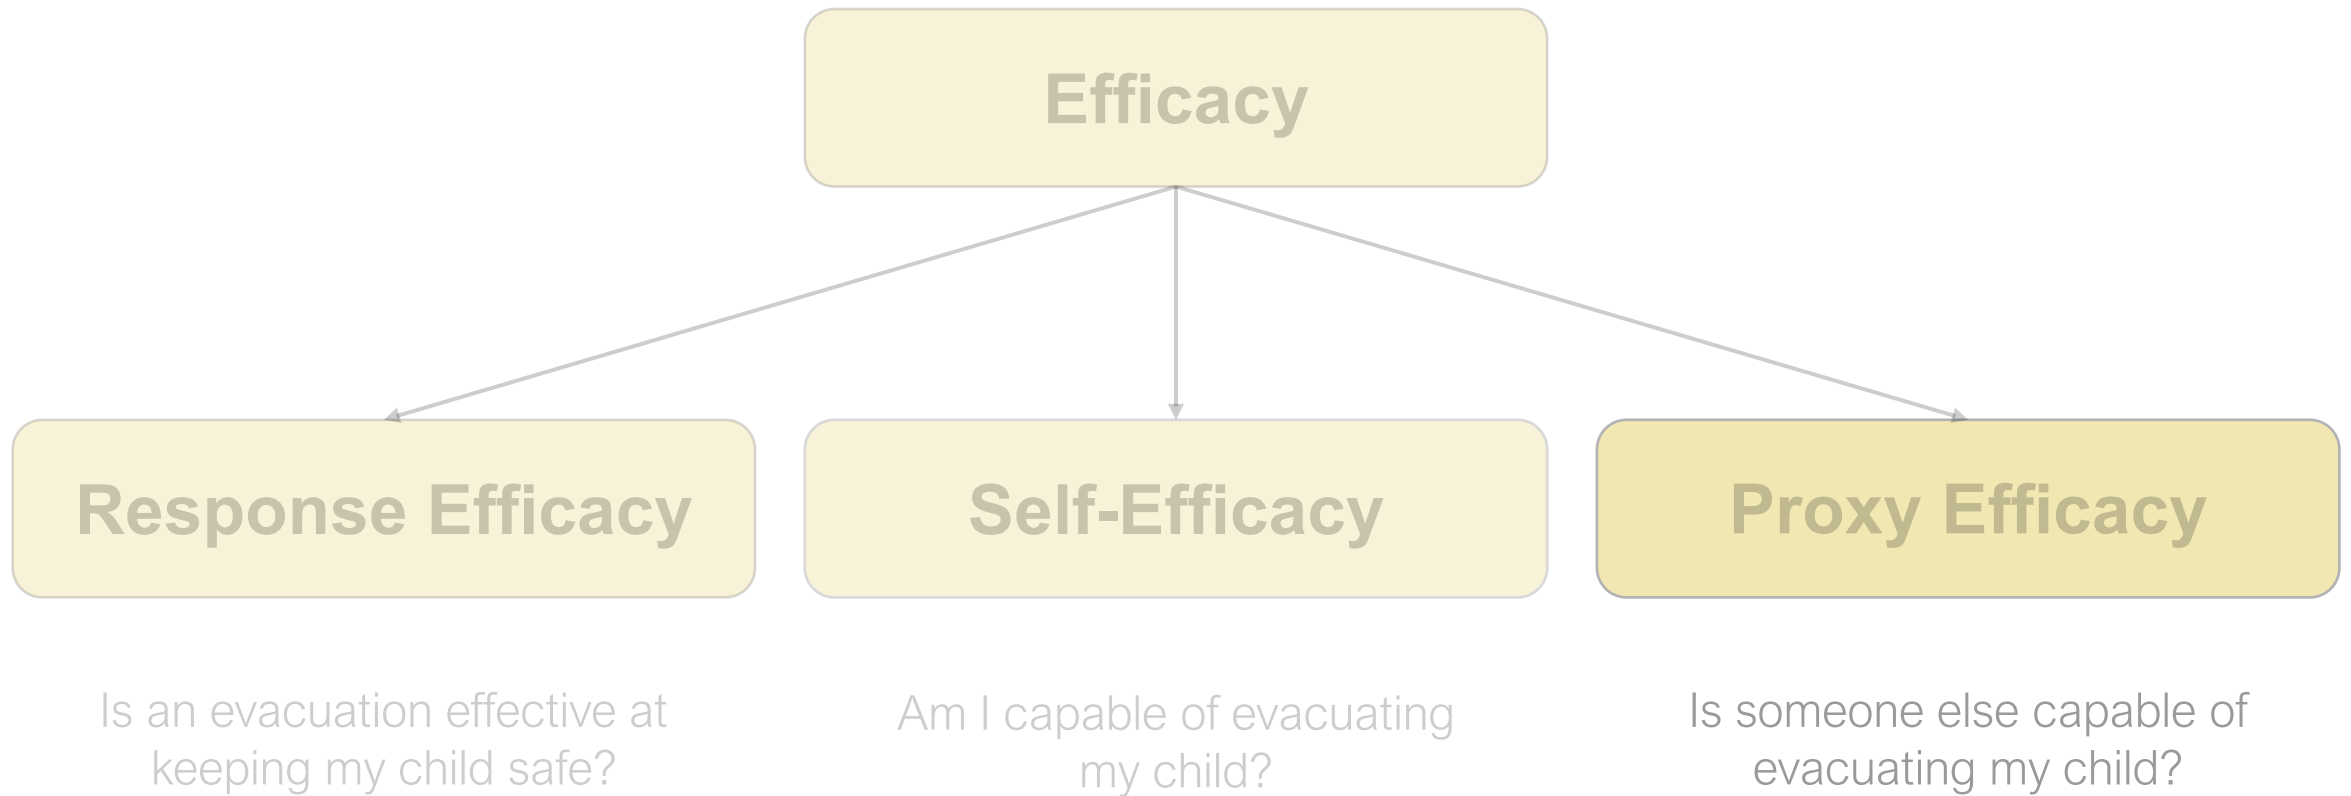 Efficacy
Response Efficacy
Self-Efficacy
Proxy Efficacy
Is an evacuation effective at
keeping my child safe?
Am I capable of evacuating
my child?
Is someone else capable of
evacuating my child?